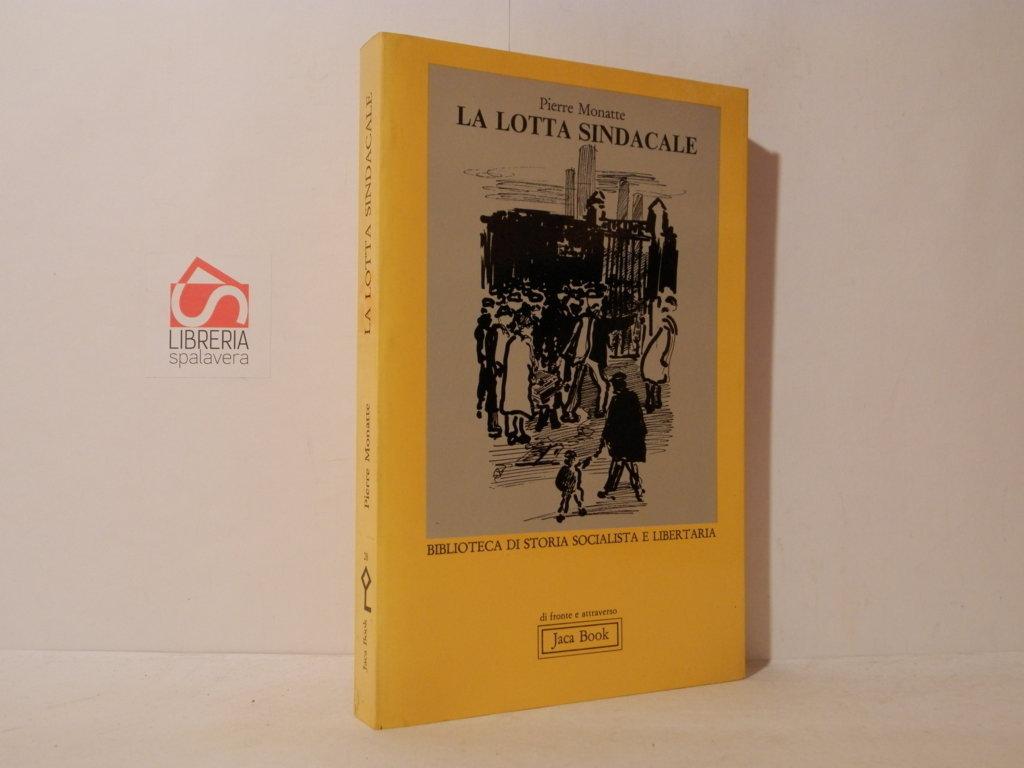 Pierre Monatte
LA LOTTA SINDACALE
BIBLIOTECA DI STORIA SOCIALISTA E LIBERTARIA
di fronte e attraverso
Jaca Book
LA LOTTA SINDACALE
Pierre Monatte
Jaca Book
LIBRERIA
spalavera